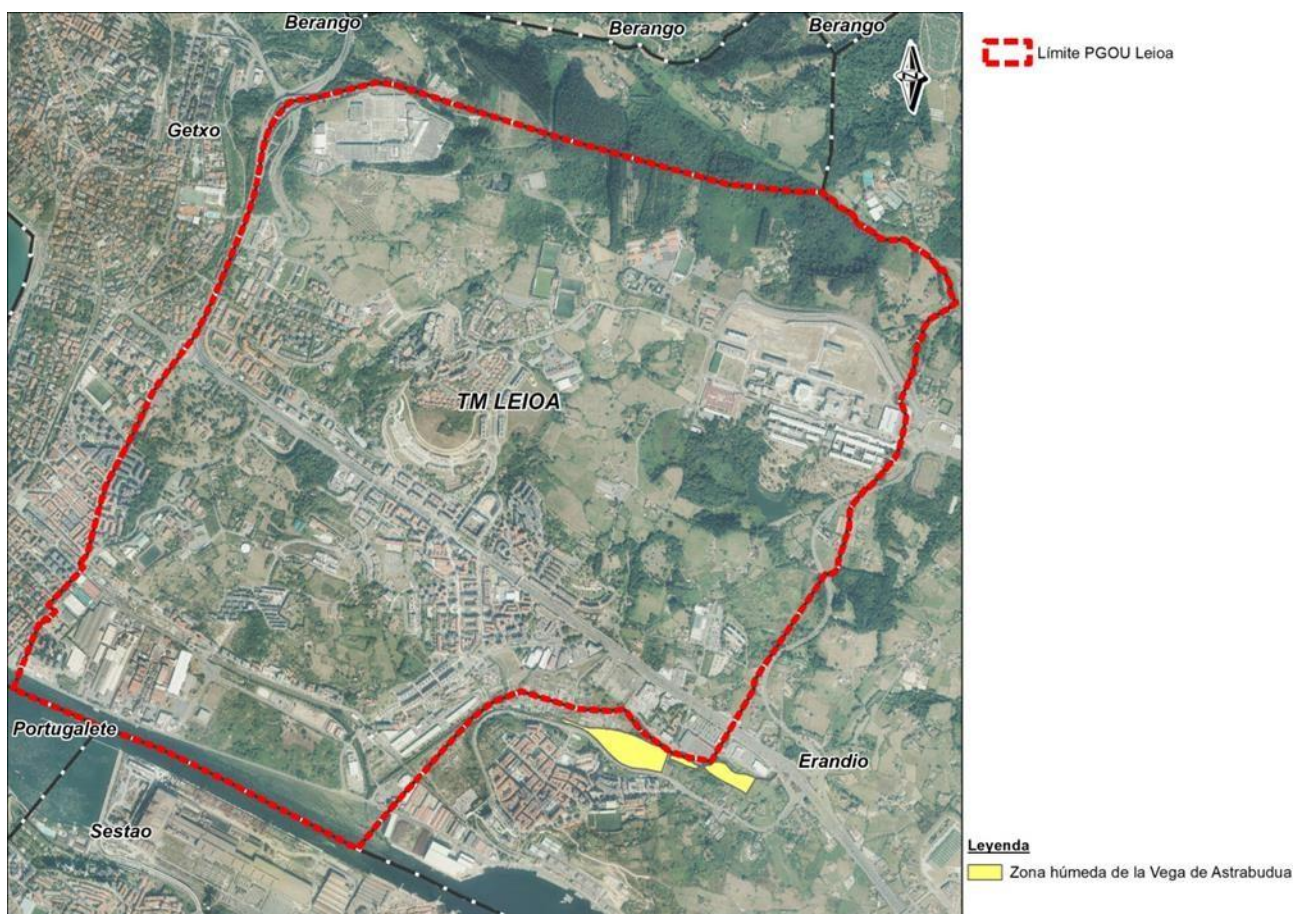 Berango
Berango
Berango
N
Límite PGOU Leioa
Getxo
TM LEIOA
Portugalete
Erandio
Sestao
Leyenda
Zona húmeda de la Vega de Astrabudua